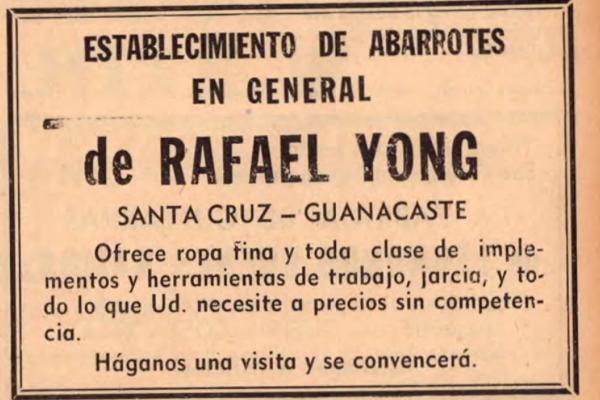 ESTABLECIMIENTO DE ABARROTES
EN GENERAL
de RAFAEL YONG
SANTA CRUZ – GUANACASTE
Ofrece ropa fina y toda clase de imple-
mentos y herramientas de trabajo, jarcia, y to-
do lo que Ud. necesite a precios sin competen-
cia.
Háganos una visita y se convencerá.